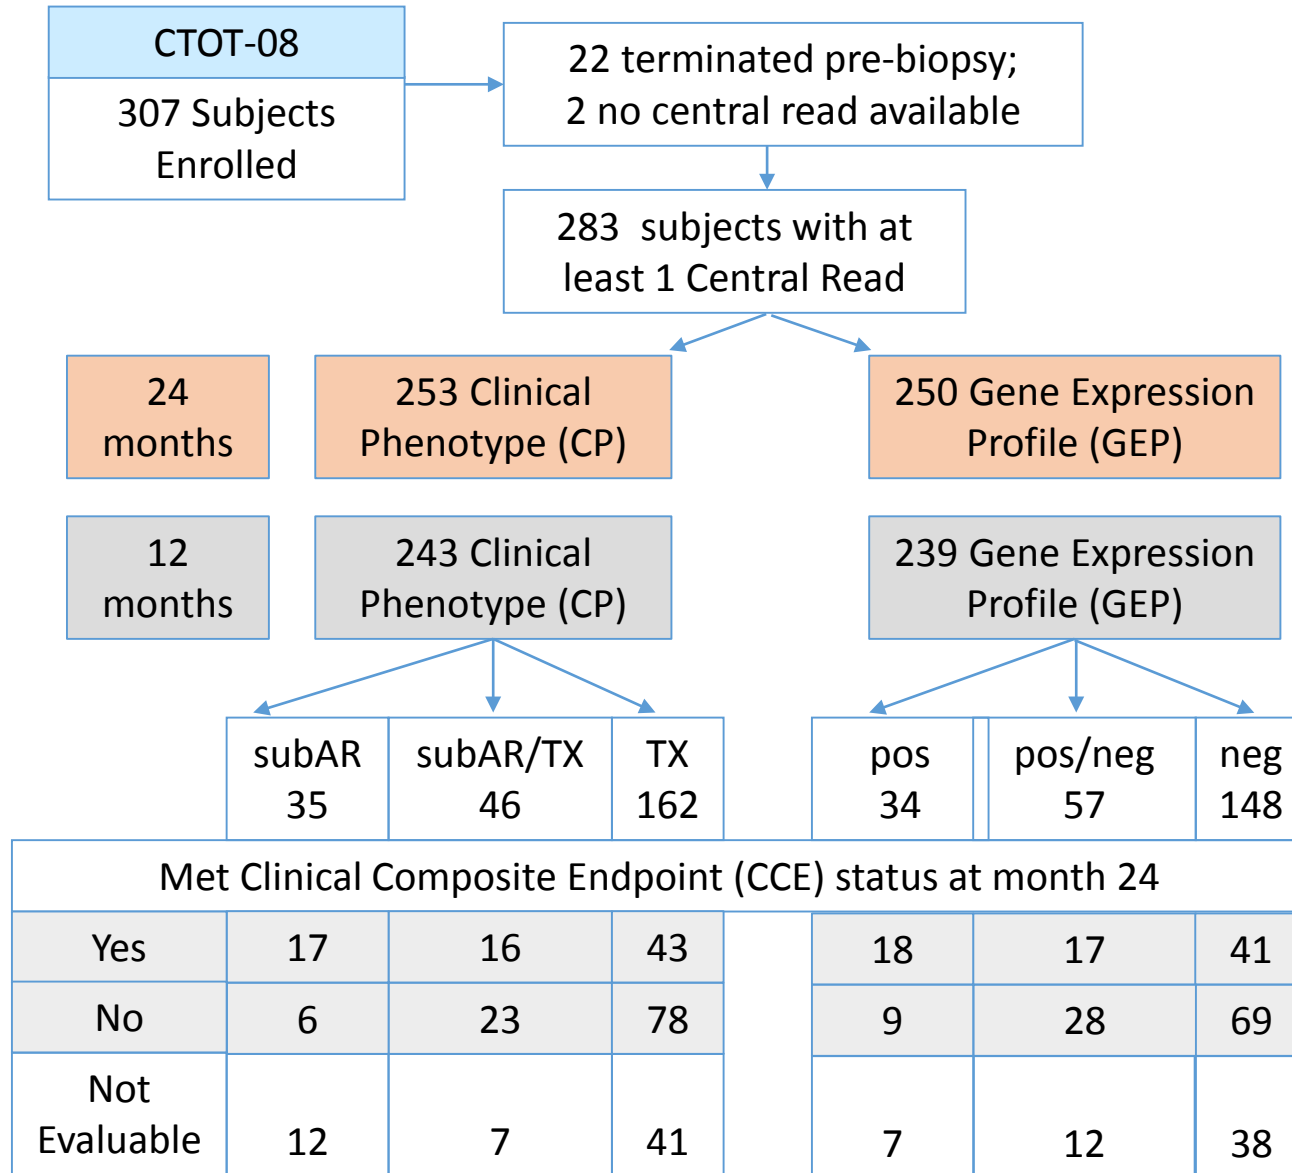 CTOT-08
307 Subjects
Enrolled
22 terminated pre-biopsy;
2 no central read available
283 subjects with at
least 1 Central Read
24
months
253 Clinical
Phenotype (CP)
250 Gene Expression
Profile (GEP)
12
months
243 Clinical
Phenotype (CP)
239 Gene Expression
Profile (GEP)
subAR subAR/TX TX pos pos/neg neg
35 46 162 34 57 148
Met Clinical Composite Endpoint (CCE) status at month 24
Yes 17 16 43 18 17 41
No 6 23 78 9 28 69
Not
Evaluable 12 7 41 7 12 38